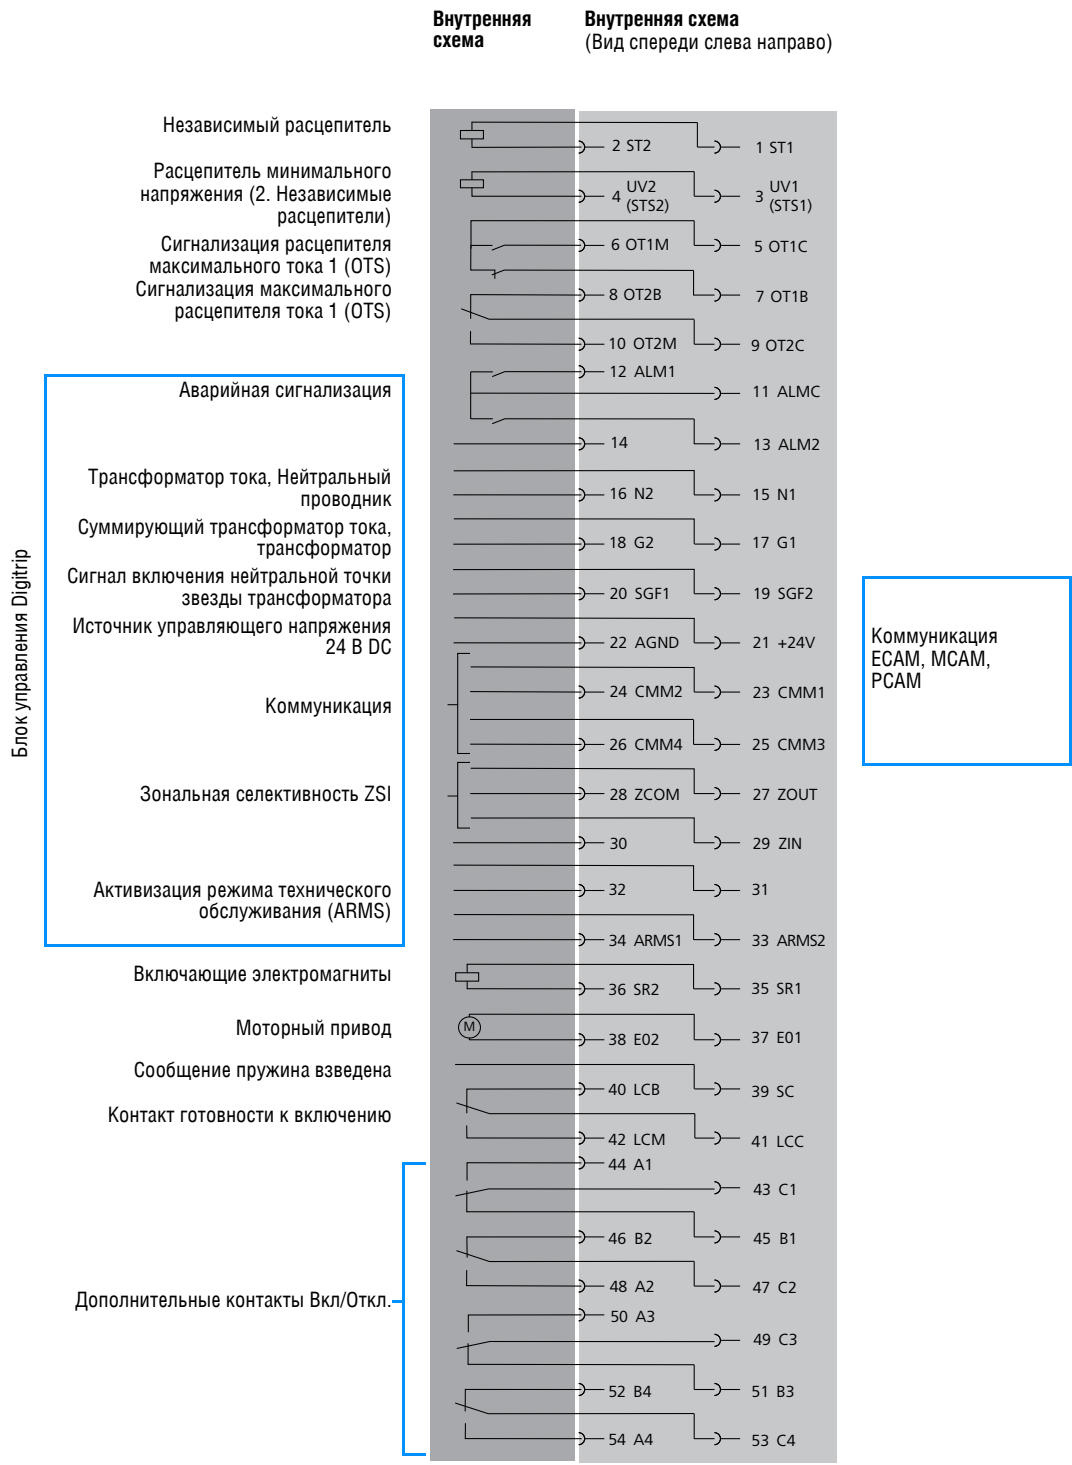 Внутренняя
схема
Внутренняя схема
(Вид спереди слева направо)
Независимый расцепитель
2 ST2
1 ST1
Расцепитель минимального
напряжения (2. Независимые
расцепители)
4 UV2
(STS2)
3 UV1
(STS1)
Сигнализация расцепителя
максимального тока 1 (OTS)
6 OT1M
5 OT1C
Сигнализация максимального
расцепителя тока 1 (OTS)
8 OT2B
7 OT1B
10 OT2M
9 OT2C
12 ALM1
Блок управления Digitrip
Аварийная сигнализация
11 ALMC
14
13 ALM2
Трансформатор тока, Нейтральный
проводник
16 N2
15 N1
Суммирующий трансформатор тока,
трансформатор
18 G2
17 G1
Сигнал включения нейтральной точки
звезды трансформатора
20 SGF1
19 SGF2
Источник управляющего напряжения
24 В DC
22 AGND
21 +24V
Коммуникация
ECAM, MCAM,
PCAM
Коммуникация
24 CMM2
23 CMM1
26 CMM4
25 CMM3
Зональная селективность ZSI
28 ZCOM
27 ZOUT
30
29 ZIN
32
31
Активизация режима технического
обслуживания (ARMS)
34 ARMS1
33 ARMS2
Включающие электромагниты
36 SR2
35 SR1
Моторный привод
M
38 E02
37 E01
Сообщение пружина взведена
40 LCB
39 SC
Контакт готовности к включению
42 LCM
41 LCC
44 A1
43 C1
46 B2
45 B1
48 A2
47 C2
Дополнительные контакты Вкл/Откл.
50 A3
49 C3
52 B4
51 B3
54 A4
53 C4